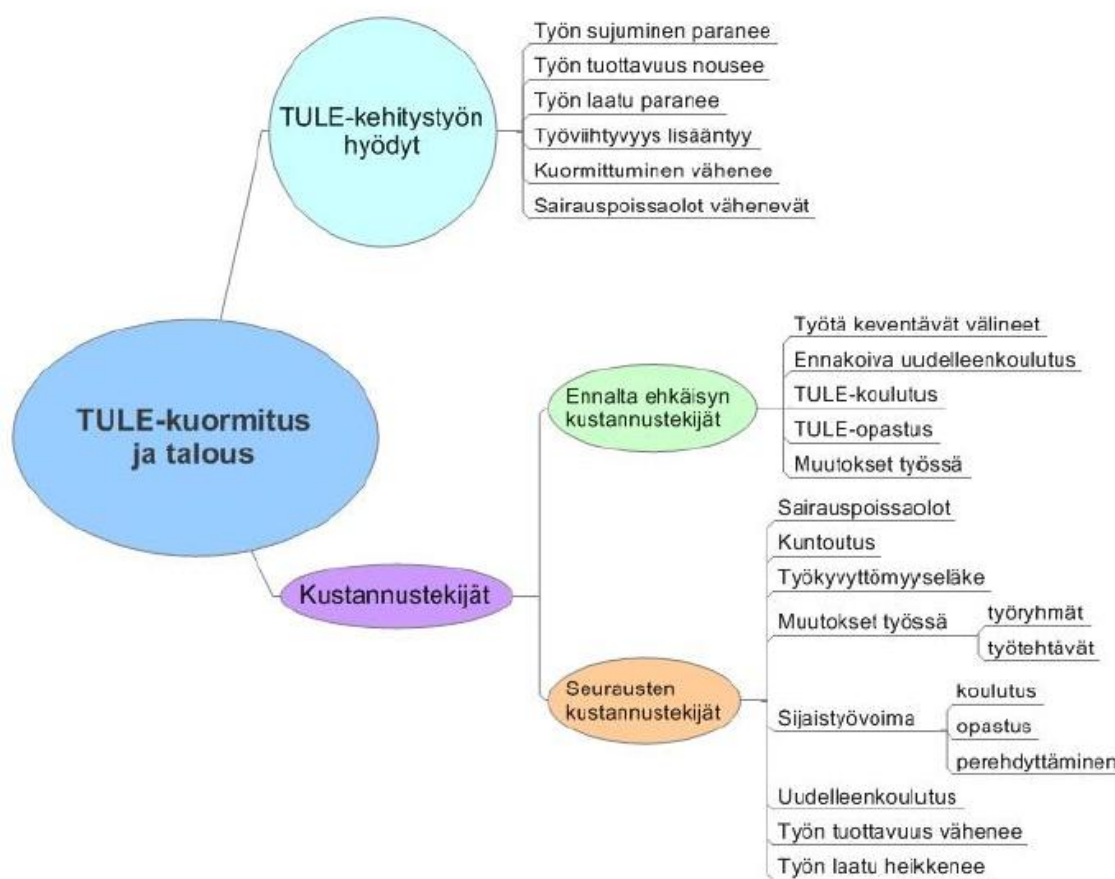 TULE-kehitystyön
hyödyt
Työn sujuminen paranee
Työn tuottavuus nousee
Työn laatu paranee
Työviihtyvyys lisääntyy
Kuormittuminen vähenee
Sairauspoissaolot vähenevät
TULE-kuormitus
ja talous
Kustannustekijät
Ennalta ehkäisyn
kustannustekijät
Työtä keventävät välineet
Ennakoiva uudelleenkoulutus
TULE-koulutus
TULE-opastus
Muutokset työssä
Seurausten
kustannustekijät
Sairauspoissaolot
Kuntoutus
Työkyvyttömyyseläke
Muutokset työssä
työryhmät
työtehtävät
Sijaistyövoima
koulutus
opastus
perehdyttäminen
Uudelleenkoulutus
Työn tuottavuus vähenee
Työn laatu heikkenee